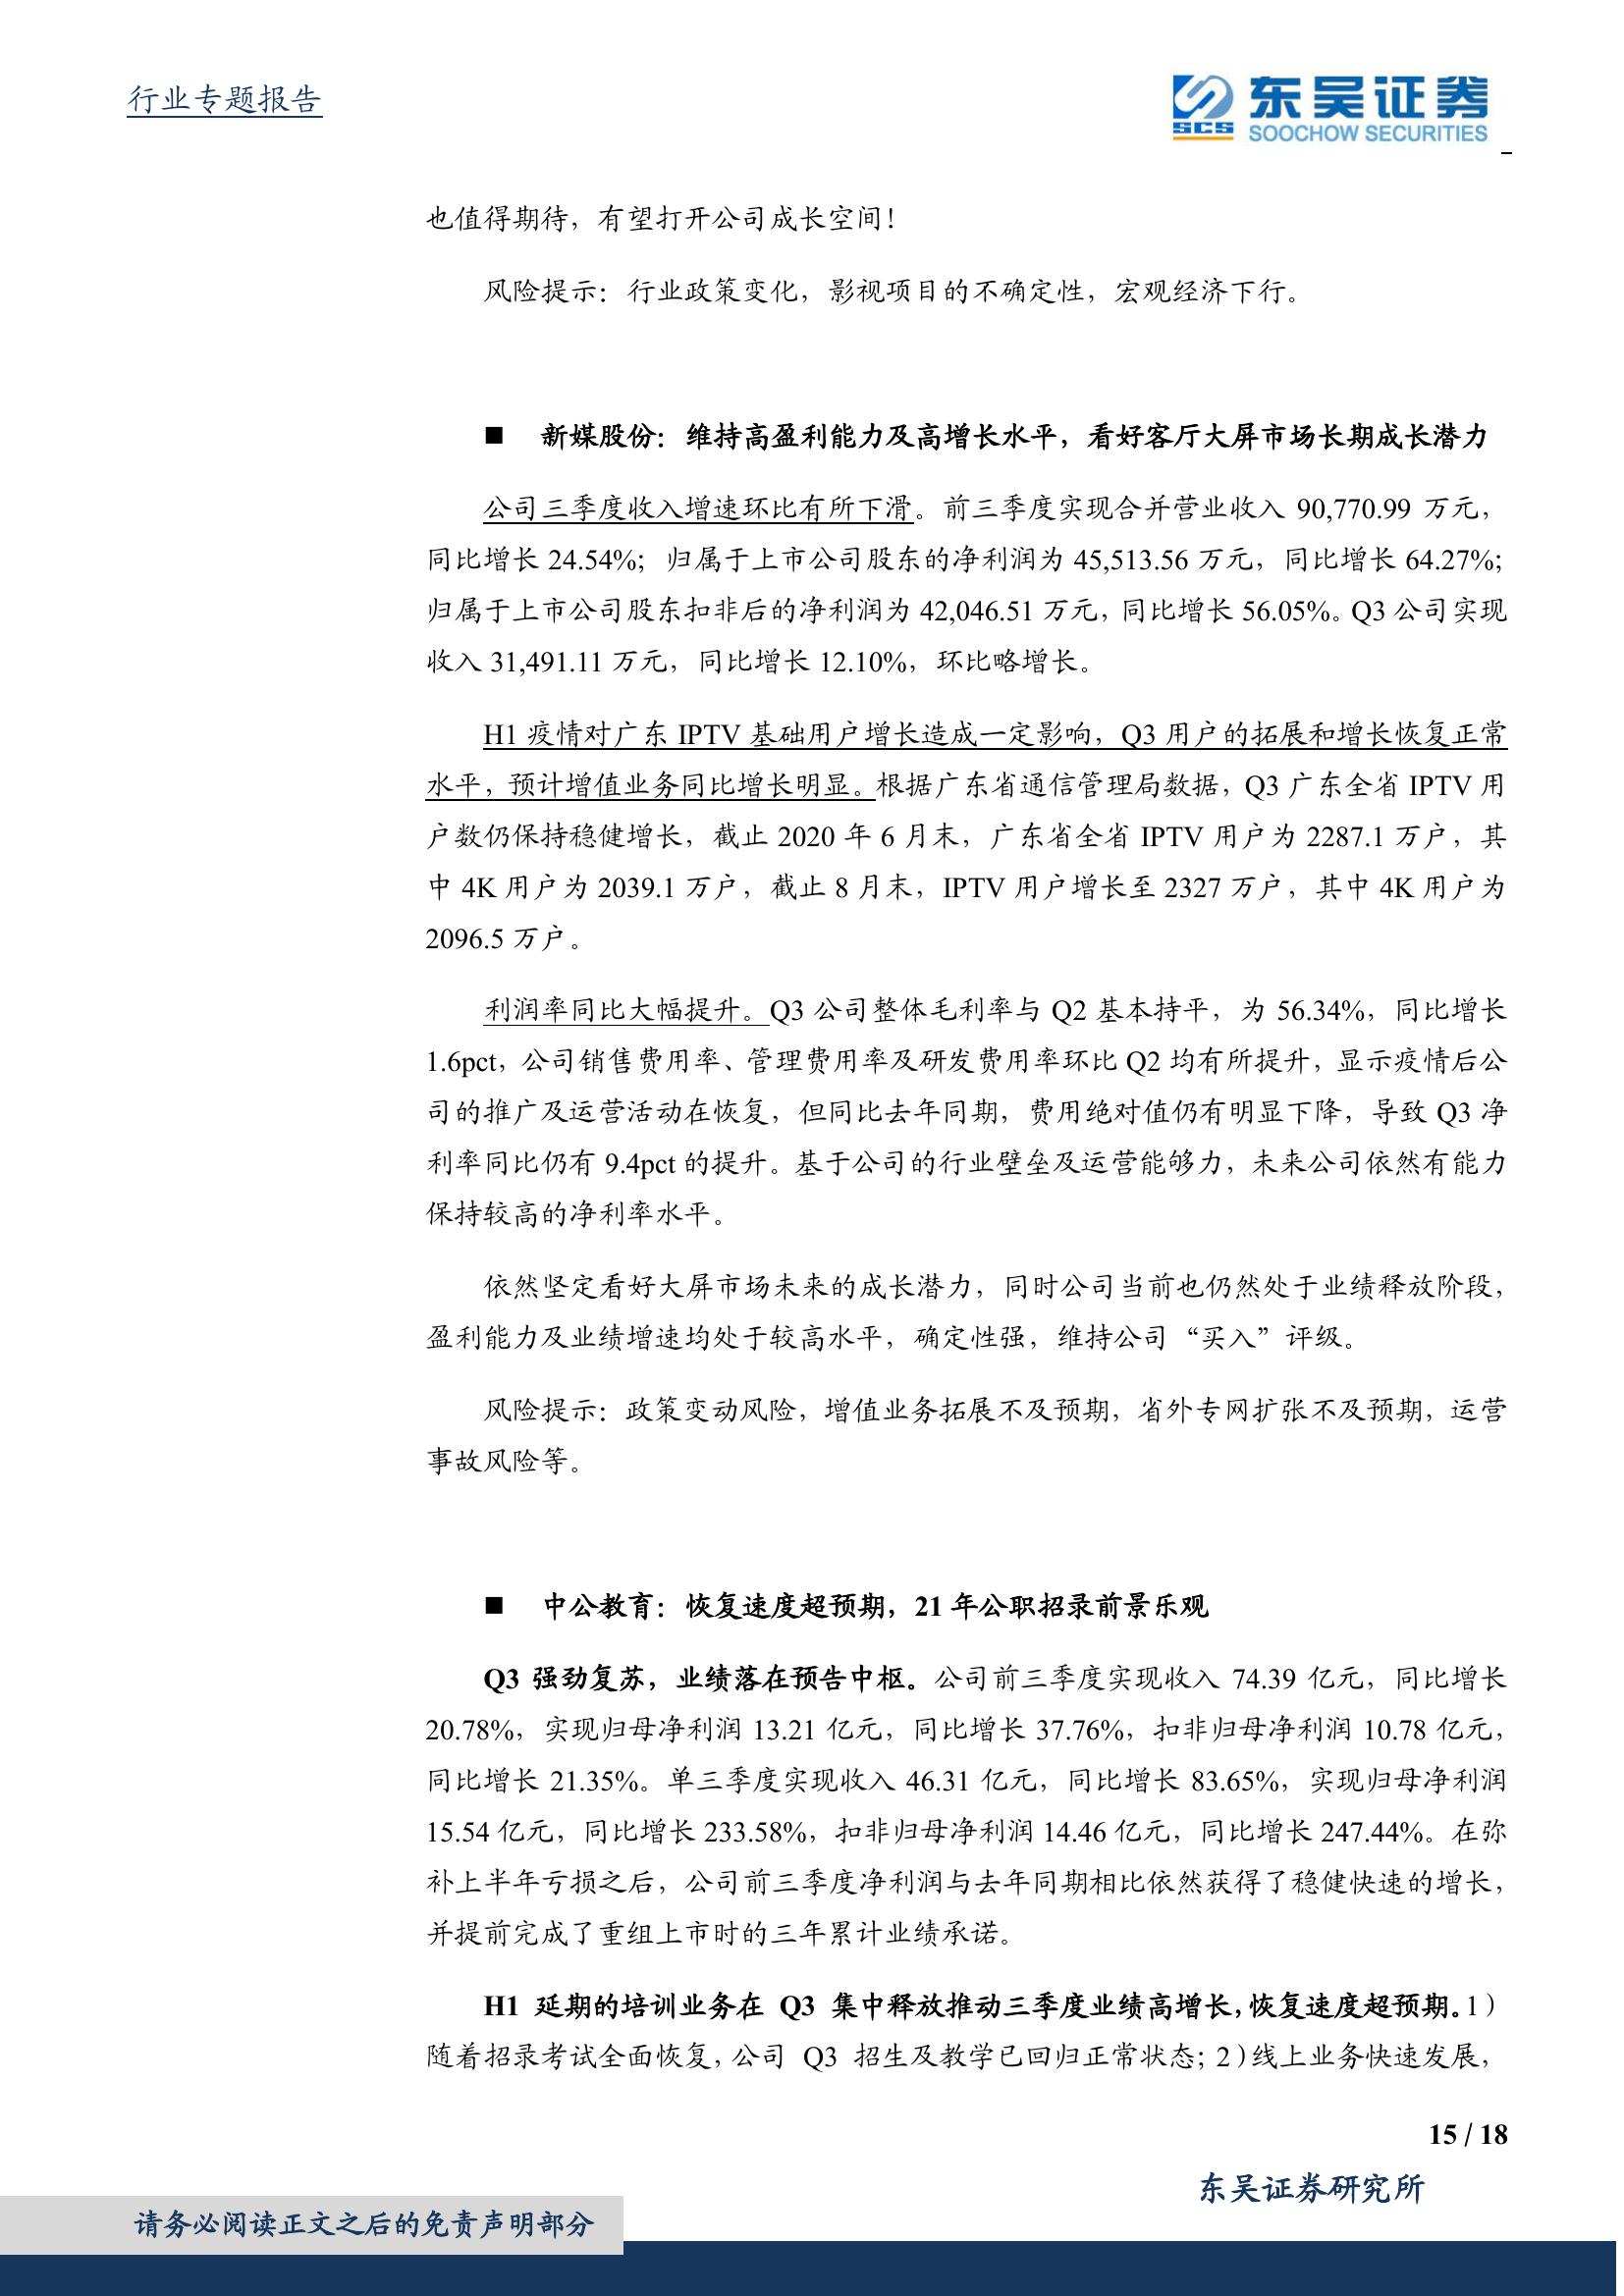 行业专题报告
SCS
东吴证券
SOOCHOW SECURITIES
也值得期待，有望打开公司成长空间！
风险提示：行业政策变化，影视项目的不确定性，宏观经济下行。
■ 新媒股份：维持高盈利能力及高增长水平，看好客厅大屏市场长期成长潜力
公司三季度收入增速环比有所下滑。前三季度实现合并营业收入 90,770.99 万元，
同比增长 24.54%；归属于上市公司股东的净利润为 45,513.56 万元，同比增长 64.27%；
归属于上市公司股东扣非后的净利润为 42,046.51 万元，同比增长 56.05%。Q3 公司实现
收入 31,491.11 万元，同比增长 12.10%，环比略增长。
H1 疫情对广东 IPTV 基础用户增长造成一定影响，Q3 用户的拓展和增长恢复正常
水平，预计增值业务同比增长明显。根据广东省通信管理局数据，Q3 广东全省 IPTV 用
户数仍保持稳健增长，截止 2020 年 6 月末，广东省全省 IPTV 用户为 2287.1 万户，其
中 4K 用户为 2039.1 万户，截止 8 月末，IPTV 用户增长至 2327 万户，其中 4K 用户为
2096.5 万户。
利润率同比大幅提升。Q3 公司整体毛利率与 Q2 基本持平，为 56.34%，同比增长
1.6pct，公司销售费用率、管理费用率及研发费用率环比 Q2 均有所提升，显示疫情后公
司的推广及运营活动在恢复，但同比去年同期，费用绝对值仍有明显下降，导致 Q3 净
利率同比仍有 9.4pct 的提升。基于公司的行业壁垒及运营能够力，未来公司依然有能力
保持较高的净利率水平。
依然坚定看好大屏市场未来的成长潜力，同时公司当前也仍然处于业绩释放阶段，
盈利能力及业绩增速均处于较高水平，确定性强，维持公司“买入”评级。
风险提示：政策变动风险，增值业务拓展不及预期，省外专网扩张不及预期，运营
事故风险等。
■ 中公教育：恢复速度超预期，21 年公职招录前景乐观
Q3 强劲复苏，业绩落在预告中枢。公司前三季度实现收入 74.39 亿元，同比增长
20.78%，实现归母净利润 13.21 亿元，同比增长 37.76%，扣非归母净利润 10.78 亿元，
同比增长 21.35%。单三季度实现收入 46.31 亿元，同比增长 83.65%，实现归母净利润
15.54 亿元，同比增长 233.58%，扣非归母净利润 14.46 亿元，同比增长 247.44%。在弥
补上半年亏损之后，公司前三季度净利润与去年同期相比依然获得了稳健快速的增长，
并提前完成了重组上市时的三年累计业绩承诺。
H1 延期的培训业务在 Q3 集中释放推动三季度业绩高增长，恢复速度超预期。1）
随着招录考试全面恢复，公司 Q3 招生及教学已回归正常状态；2）线上业务快速发展，
15 / 18
东吴证券研究所
请务必阅读正文之后的免责声明部分